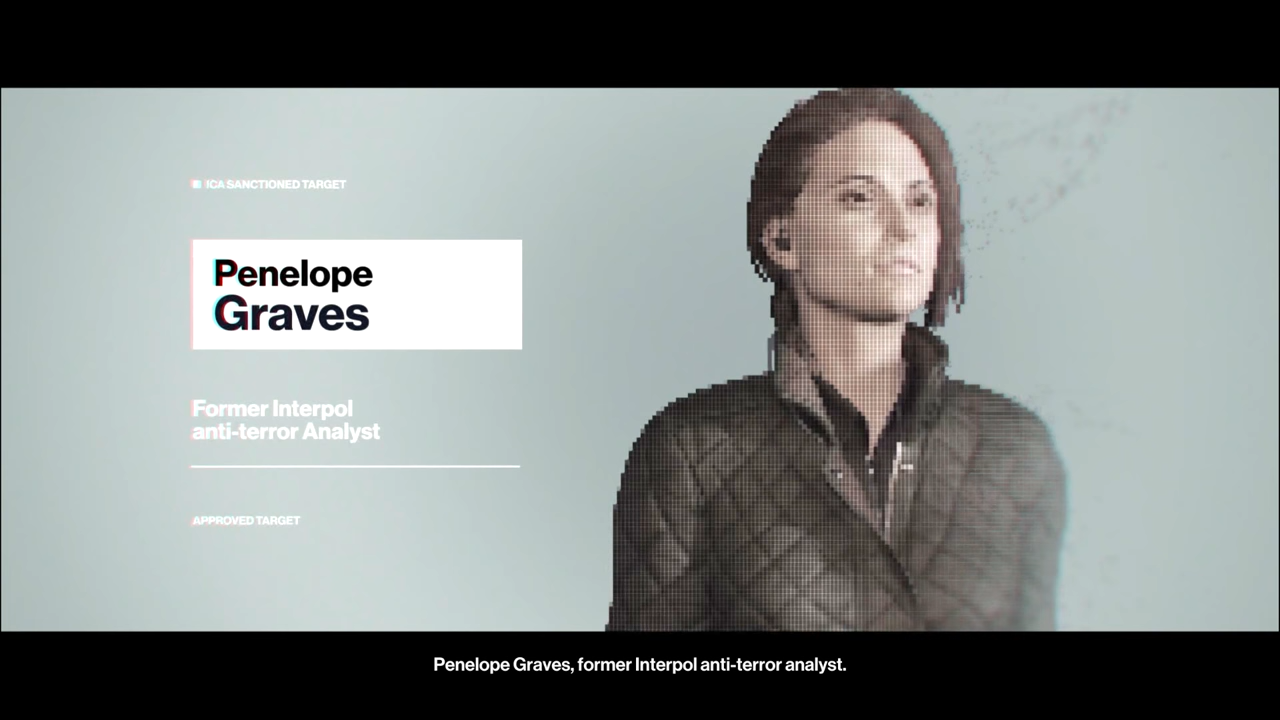 ICA SANCTIONED TARGET
Penelope
Graves
Former Interpol
anti-terror Analyst
APPROVED TARGET
Penelope Graves, former Interpol anti-terror analyst.